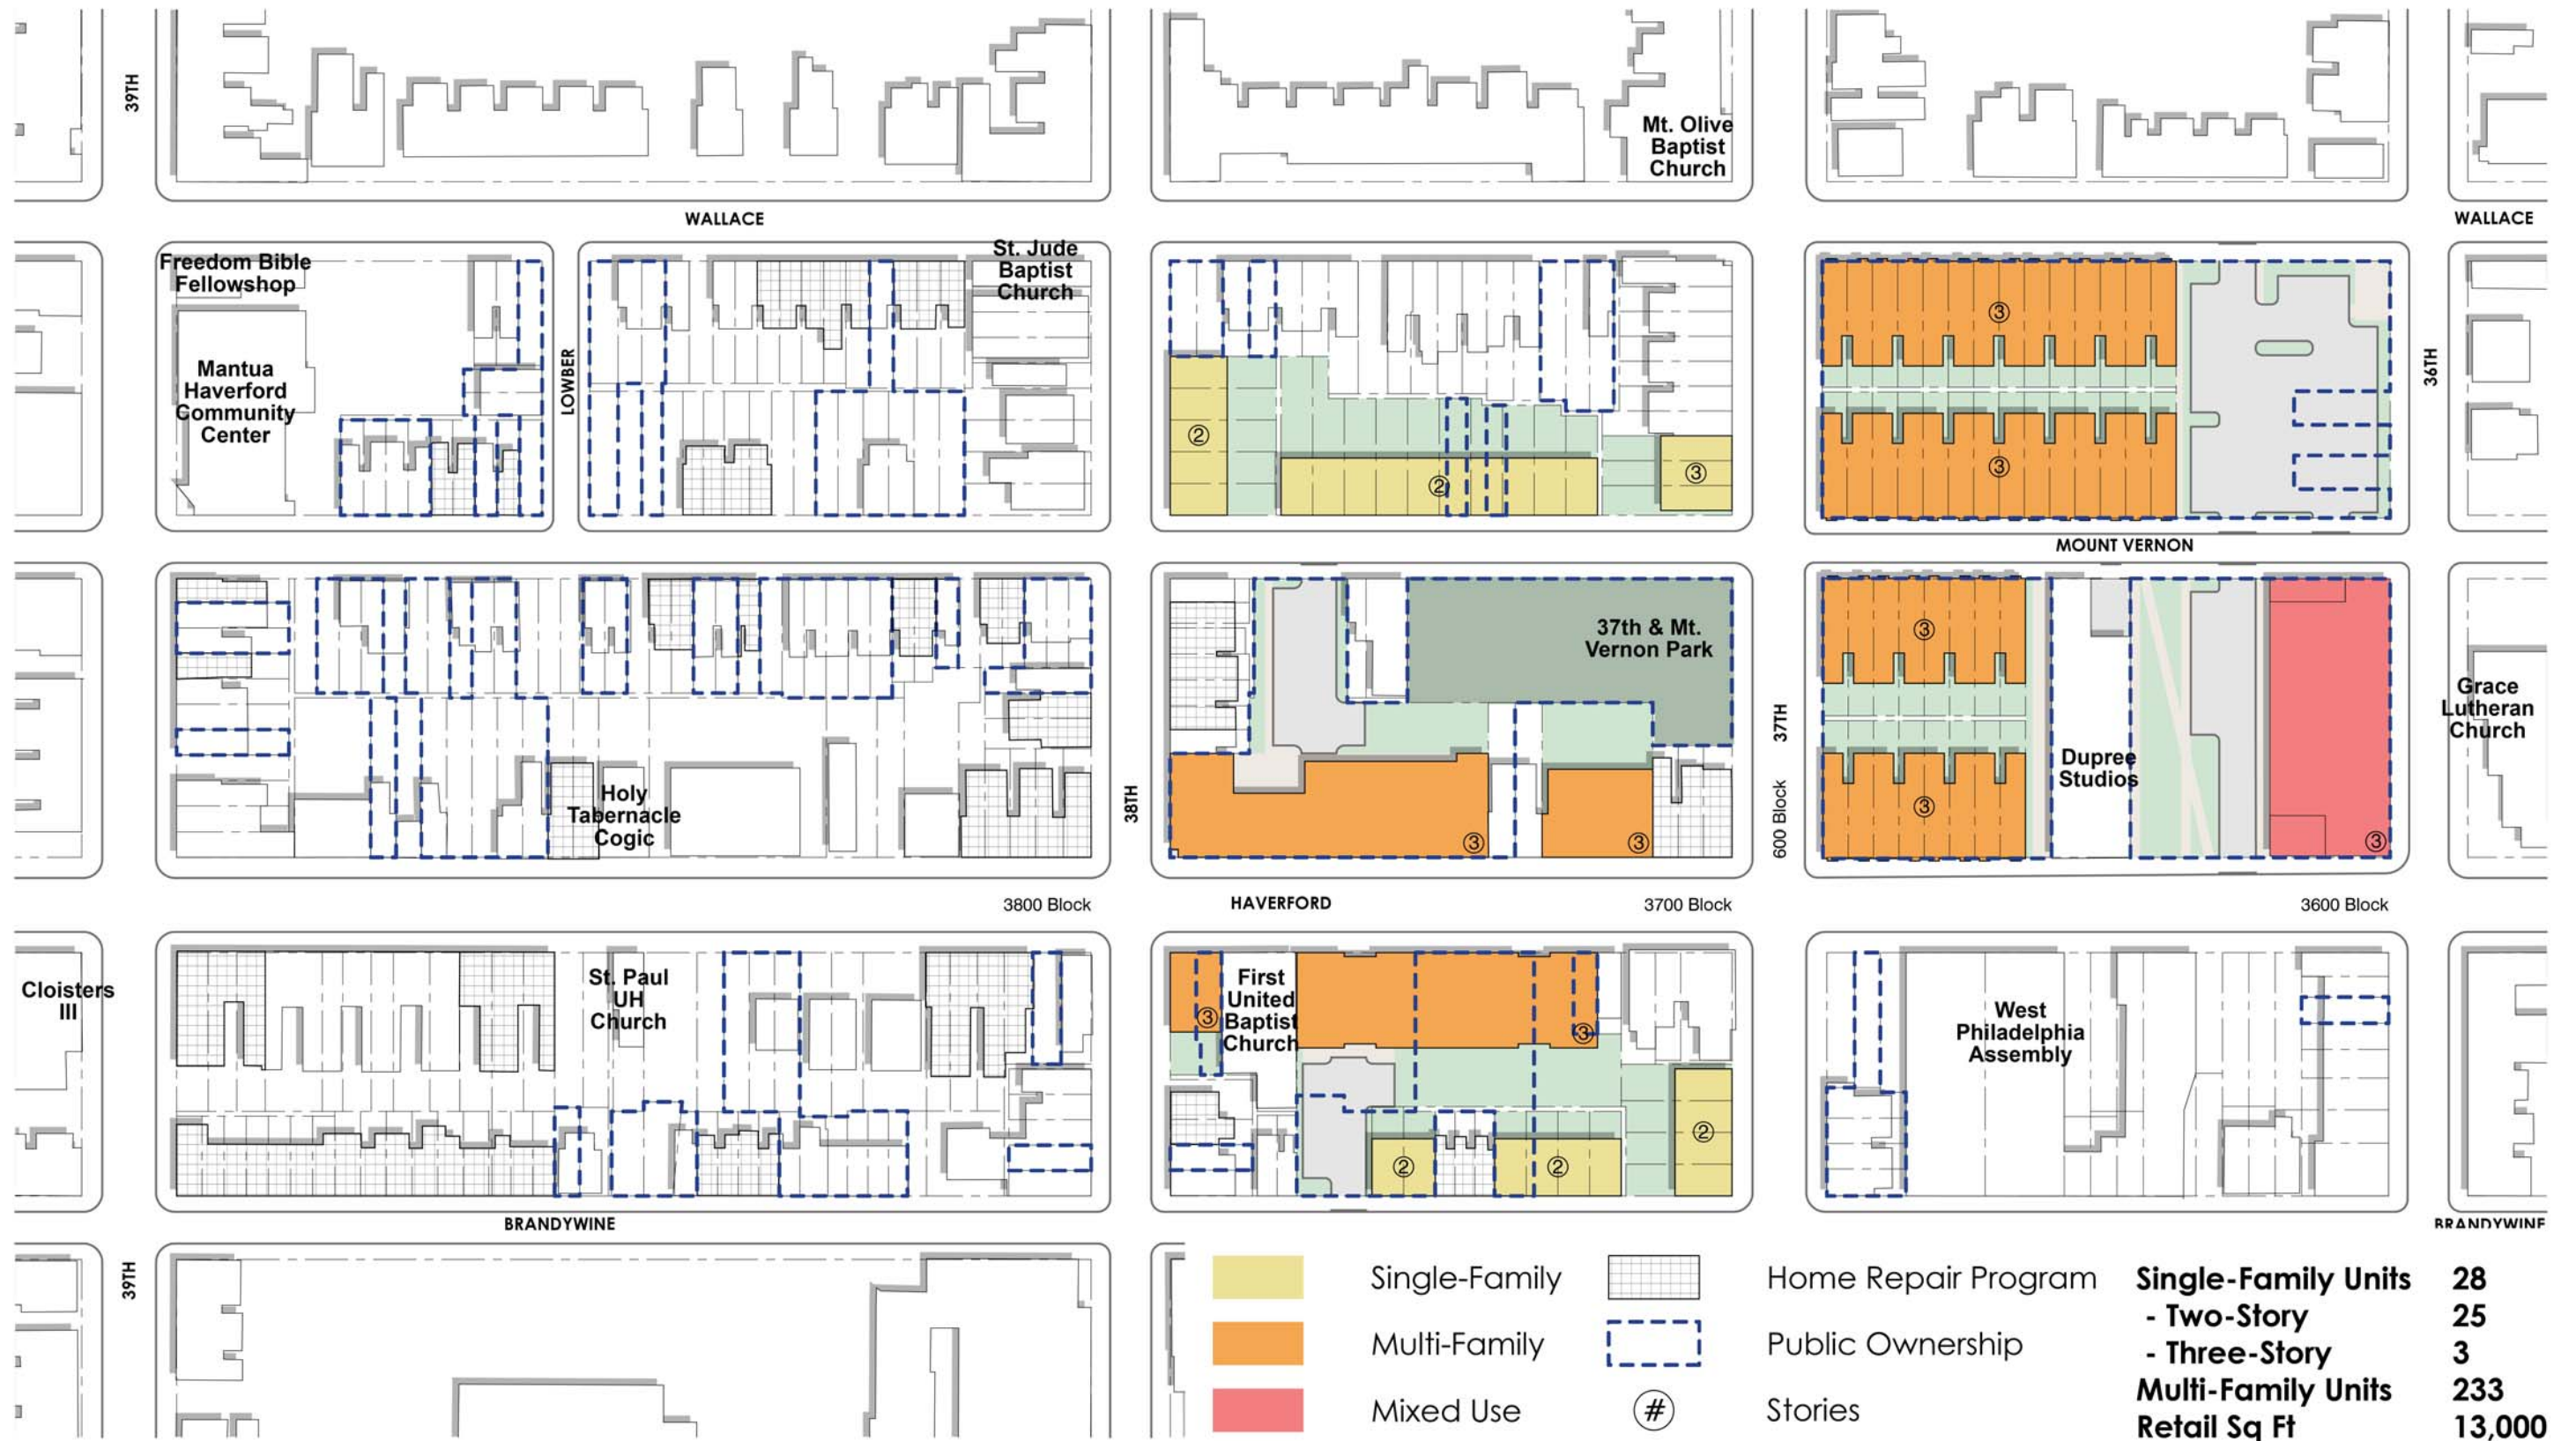 39TH
Mt. Olive
Baptist
Church
WALLACE
WALLACE
Freedom Bible
Fellowshop
St. Jude
Baptist
Church
Mantua
Haverford
Community
Center
LOWBER
2
2
3
3
3
36TH
MOUNT VERNON
37th & Mt.
Vernon Park
3
3
Grace
Lutheran
Church
Dupree
Studios
37TH
600 Block
38TH
Holy
Tabernacle
Cogic
3
3
3
3800 Block
HAVERFORD
3700 Block
3600 Block
Cloisters
III
St. Paul
UH
Church
First
United
Baptist
Church
3
3
West
Philadelphia
Assembly
2
2
2
BRANDYWINE
BRANDYWINE
39TH
Single-Family
Home Repair Program
Multi-Family
Public Ownership
Mixed Use
#
Stories
Single-Family Units 28
- Two-Story 25
- Three-Story 3
Multi-Family Units 233
Retail Sq Ft 13,000